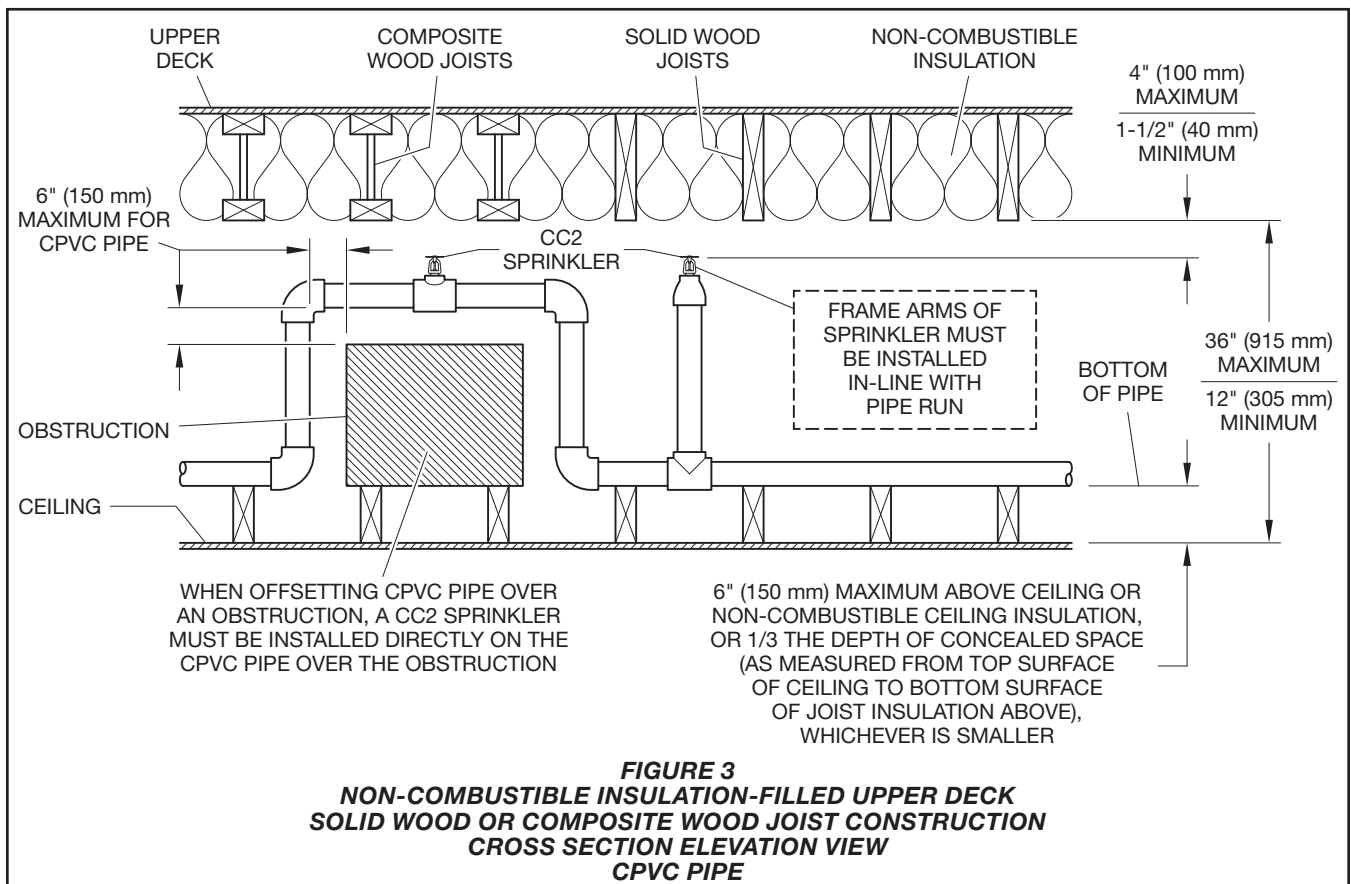 UPPER
DECK
COMPOSITE
WOOD JOISTS
SOLID WOOD
JOISTS
NON-COMBUSTIBLE
INSULATION
4" (100 mm)
MAXIMUM
1-1/2" (40 mm)
MINIMUM
6" (150 mm)
MAXIMUM FOR
CPVC PIPE
CC2
SPRINKLER
FRAME ARMS OF
SPRINKLER MUST
BE INSTALLED
IN-LINE WITH
PIPE RUN
36" (915 mm)
MAXIMUM
12" (305 mm)
MINIMUM
BOTTOM
OF PIPE
OBSTRUCTION
CEILING
WHEN OFFSETTING CPVC PIPE OVER
AN OBSTRUCTION, A CC2 SPRINKLER
MUST BE INSTALLED DIRECTLY ON THE
CPVC PIPE OVER THE OBSTRUCTION
6" (150 mm) MAXIMUM ABOVE CEILING OR
NON-COMBUSTIBLE CEILING INSULATION,
OR 1/3 THE DEPTH OF CONCEALED SPACE
(AS MEASURED FROM TOP SURFACE
OF CEILING TO BOTTOM SURFACE
OF JOIST INSULATION ABOVE),
WHICHEVER IS SMALLER
FIGURE 3
NON-COMBUSTIBLE INSULATION-FILLED UPPER DECK
SOLID WOOD OR COMPOSITE WOOD JOIST CONSTRUCTION
CROSS SECTION ELEVATION VIEW
CPVC PIPE